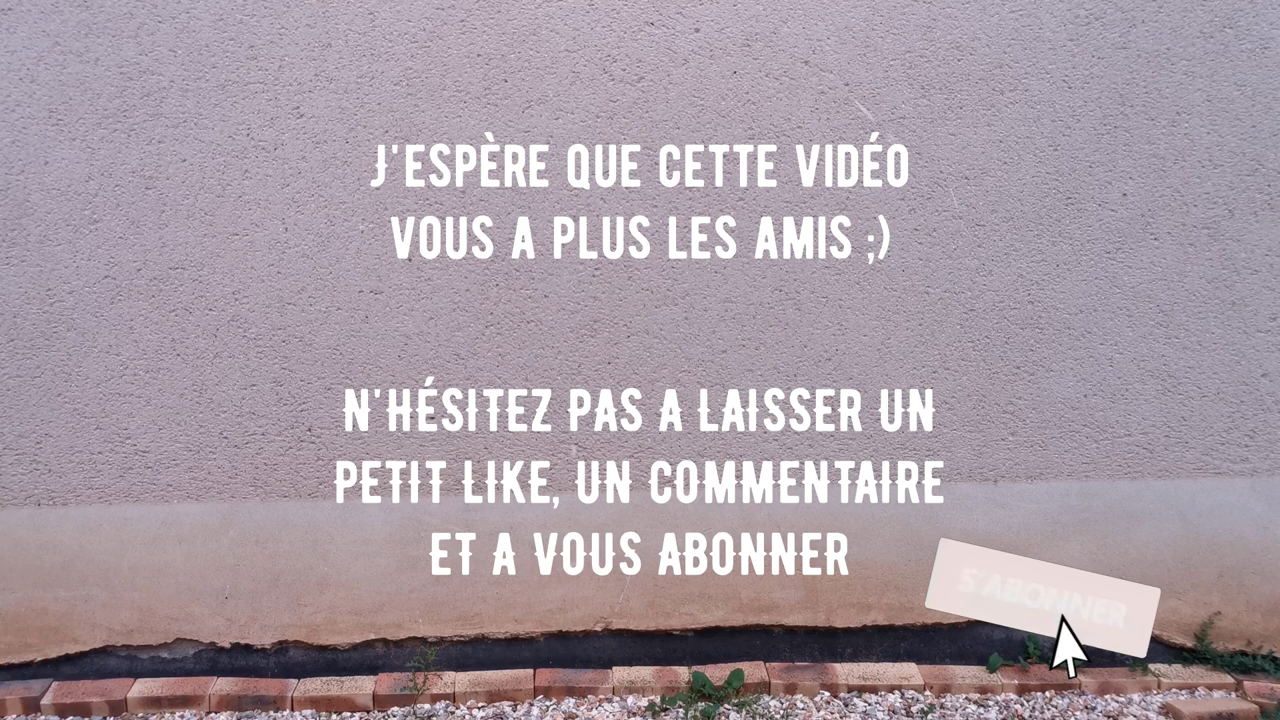 J'ESPÈRE QUE CETTE VIDÉO
VOUS A PLUS LES AMIS ;)
N'HÉSITEZ PAS A LAISSER UN
PETIT LIKE, UN COMMENTAIRE
ET A VOUS ABONNER
S'ABONNER